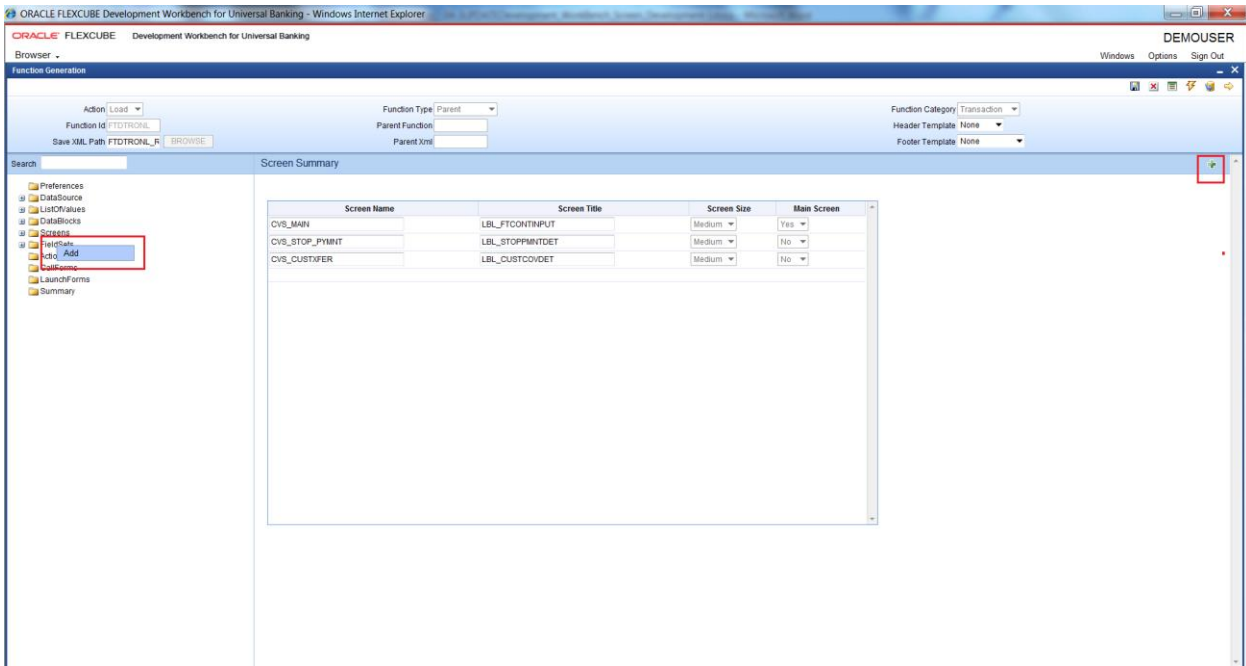 ORACLE FLEXCUBE Development Workbench for Universal Banking - Windows Internet Explorer
ORACLE FLEXCUBE Development Workbench for Universal Banking DEMOUSER
Browser Windows Options Sign Out
Function Generation
Action Load Function Type Parent Function Category Transaction
Function Id FTDTRONL Parent Function Header Template None
Save XML Path FTDTRONL_R BROWSE Parent Xml Footer Template None
Search Screen Summary
Preferences
DataSource
ListOfValues
DataBlocks
Screens
FieldSets
Add
Actio
CallForms
LaunchForms
Summary
Screen Name Screen Title Screen Size Main Screen
CVS_MAIN LBL_FTCONTINPUT Medium Yes
CVS_STOP_PYMNT LBL_STOPPMNTDET Medium No
CVS_CUSTXFER LBL_CUSTCOVDET Medium No